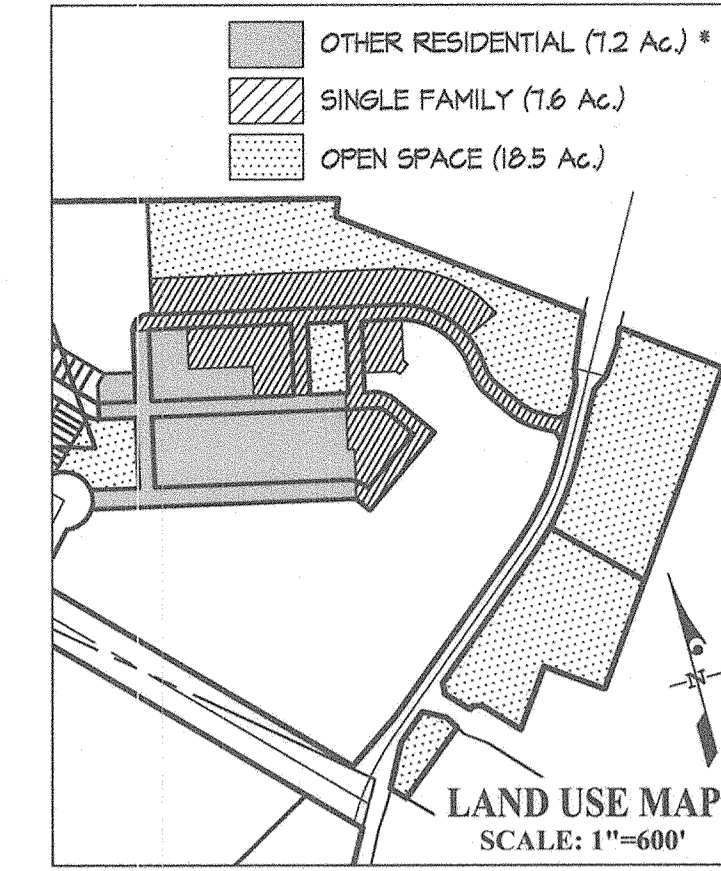 OTHER RESIDENTIAL (7.2 Ac.) *
SINGLE FAMILY (7.6 Ac.)
OPEN SPACE (18.5 Ac.)
N
LAND USE MAP
SCALE: 1"=600'